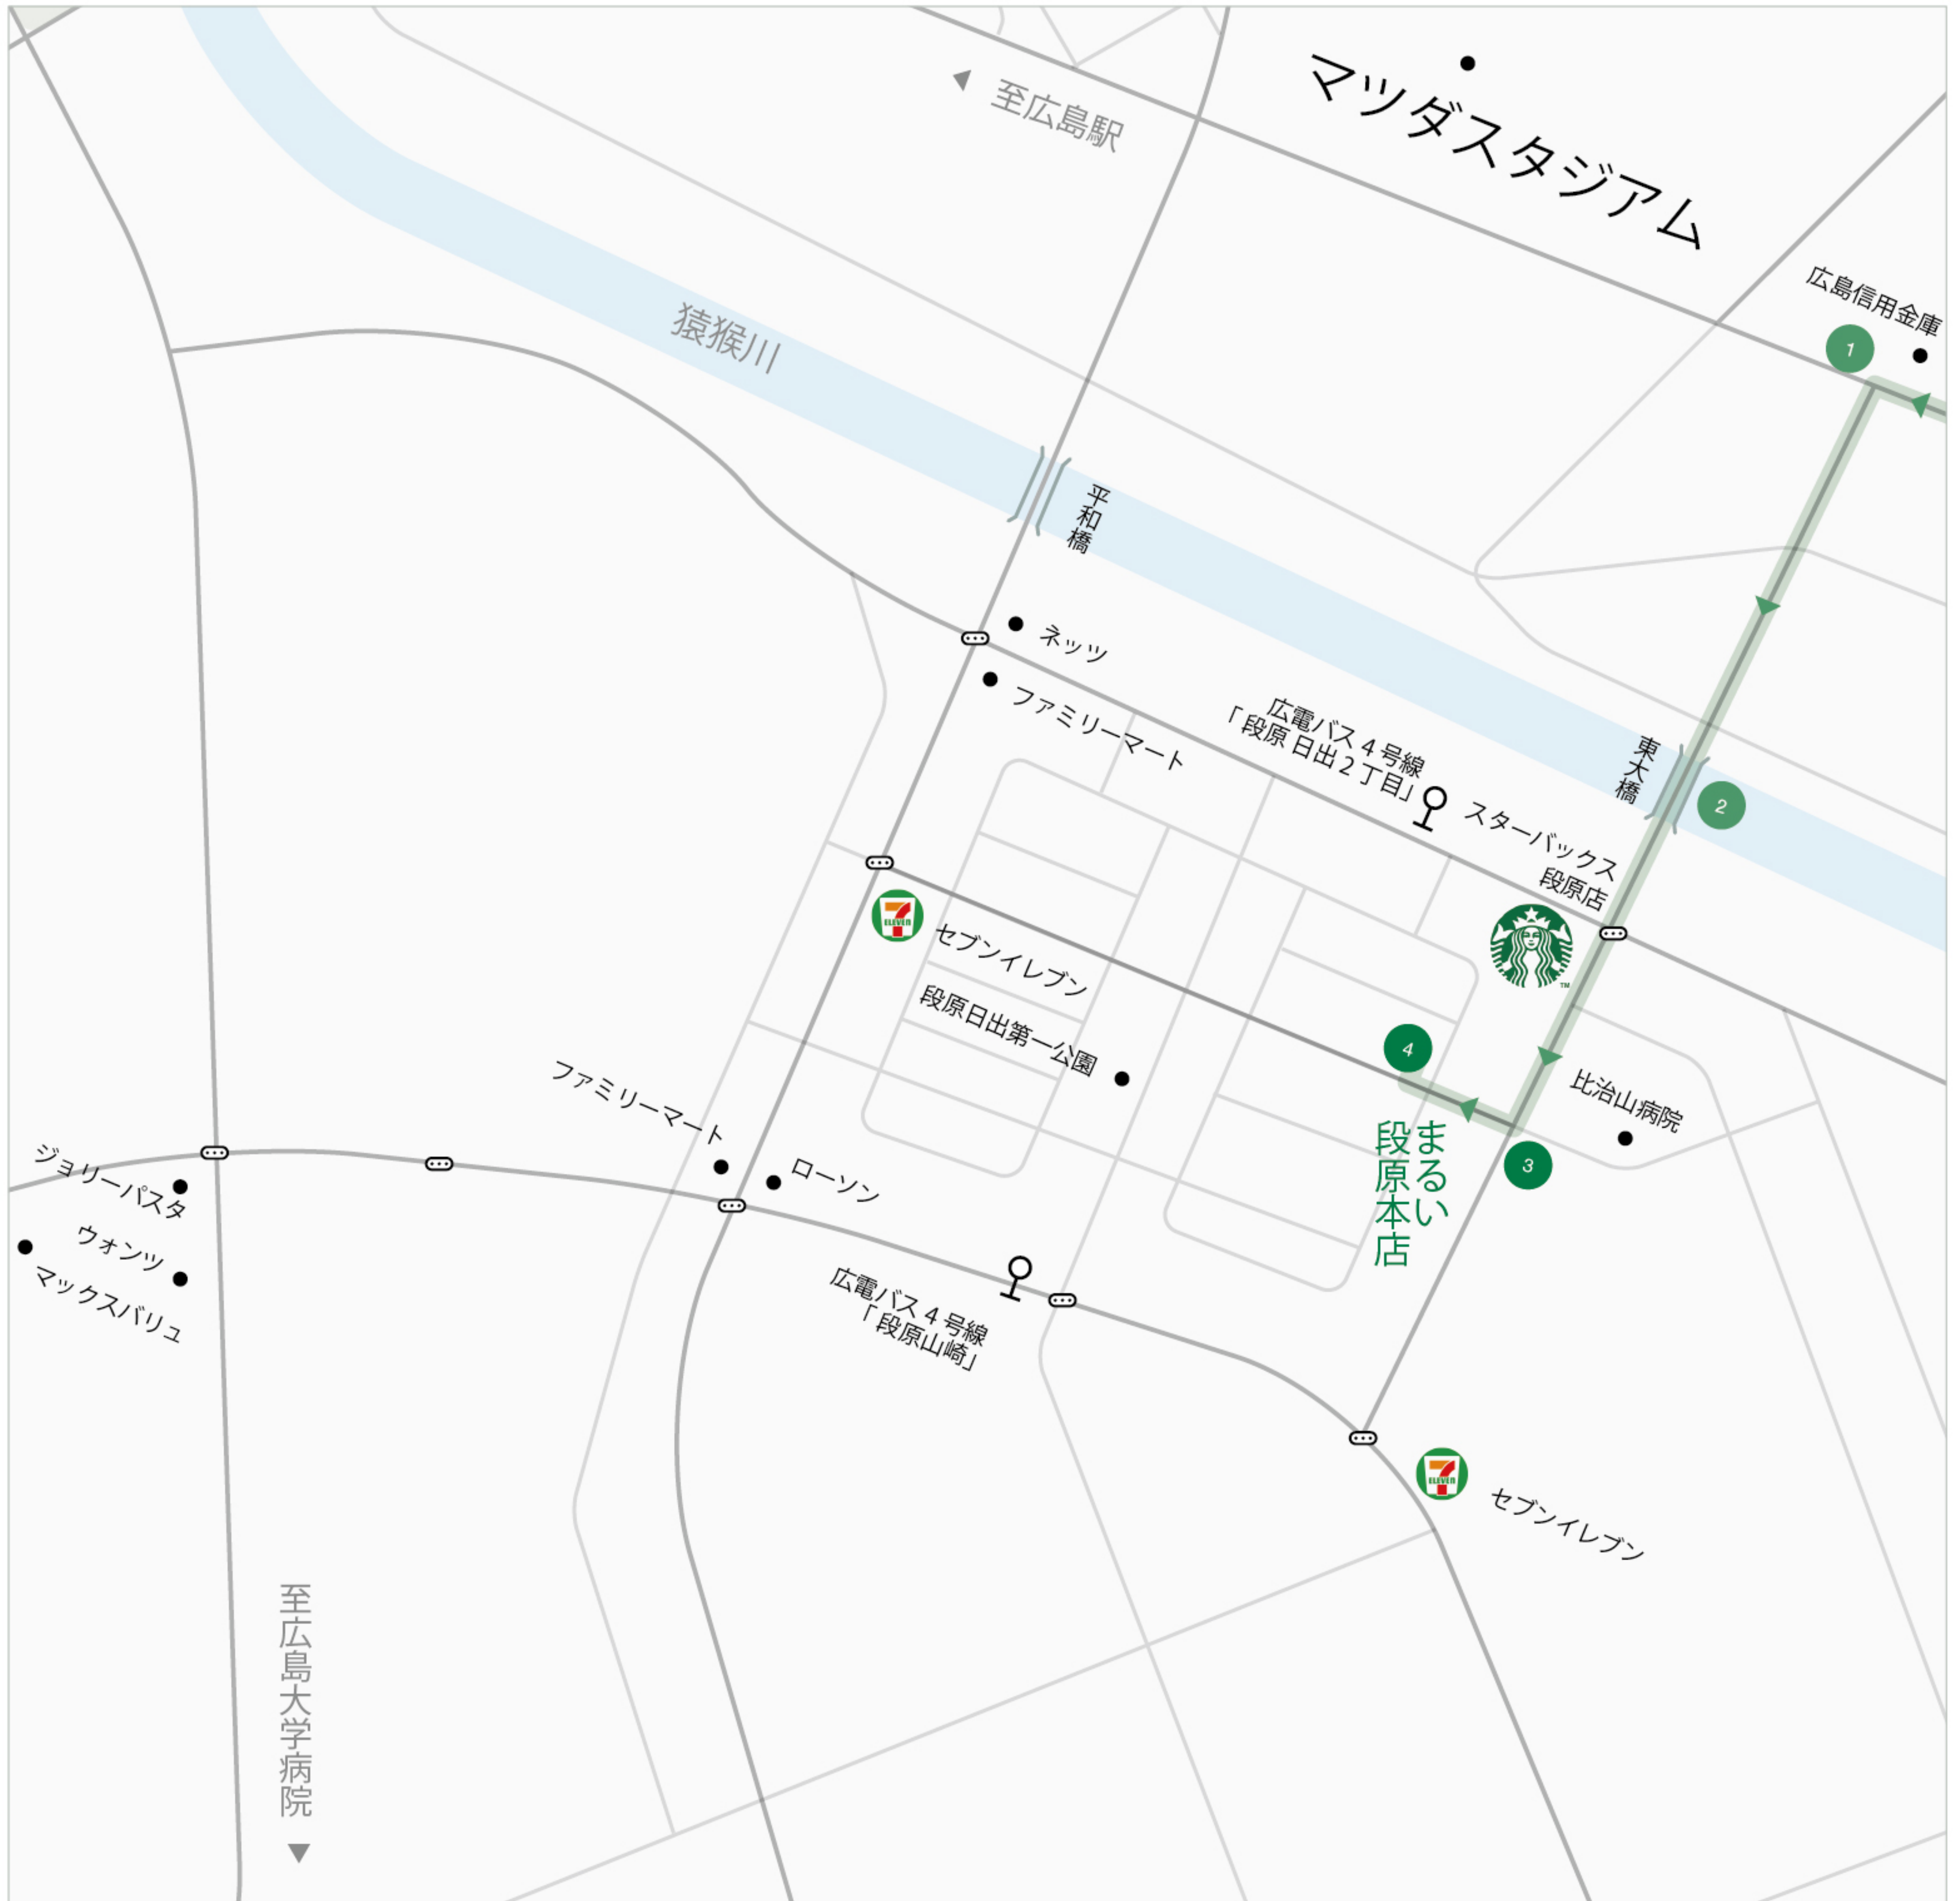 マツダスタジアム
至広島駅
広島信用金庫
1
猿猴川
平和橋
ネッツ
ファミリーマート
広電バス4号線
「段原日出2丁目」
東大橋
2
スターバックス
段原店
TM
7
ELEVEN
セブンイレブン
段原日出第一公園
4
比治山病院
3
まるい
段原本店
ファミリーマート
ローソン
ジョリーパスタ
ウォンツ
マックスバリュ
広電バス4号線
「段原山崎」
7
ELEVEN
セブンイレブン
至広島大学病院